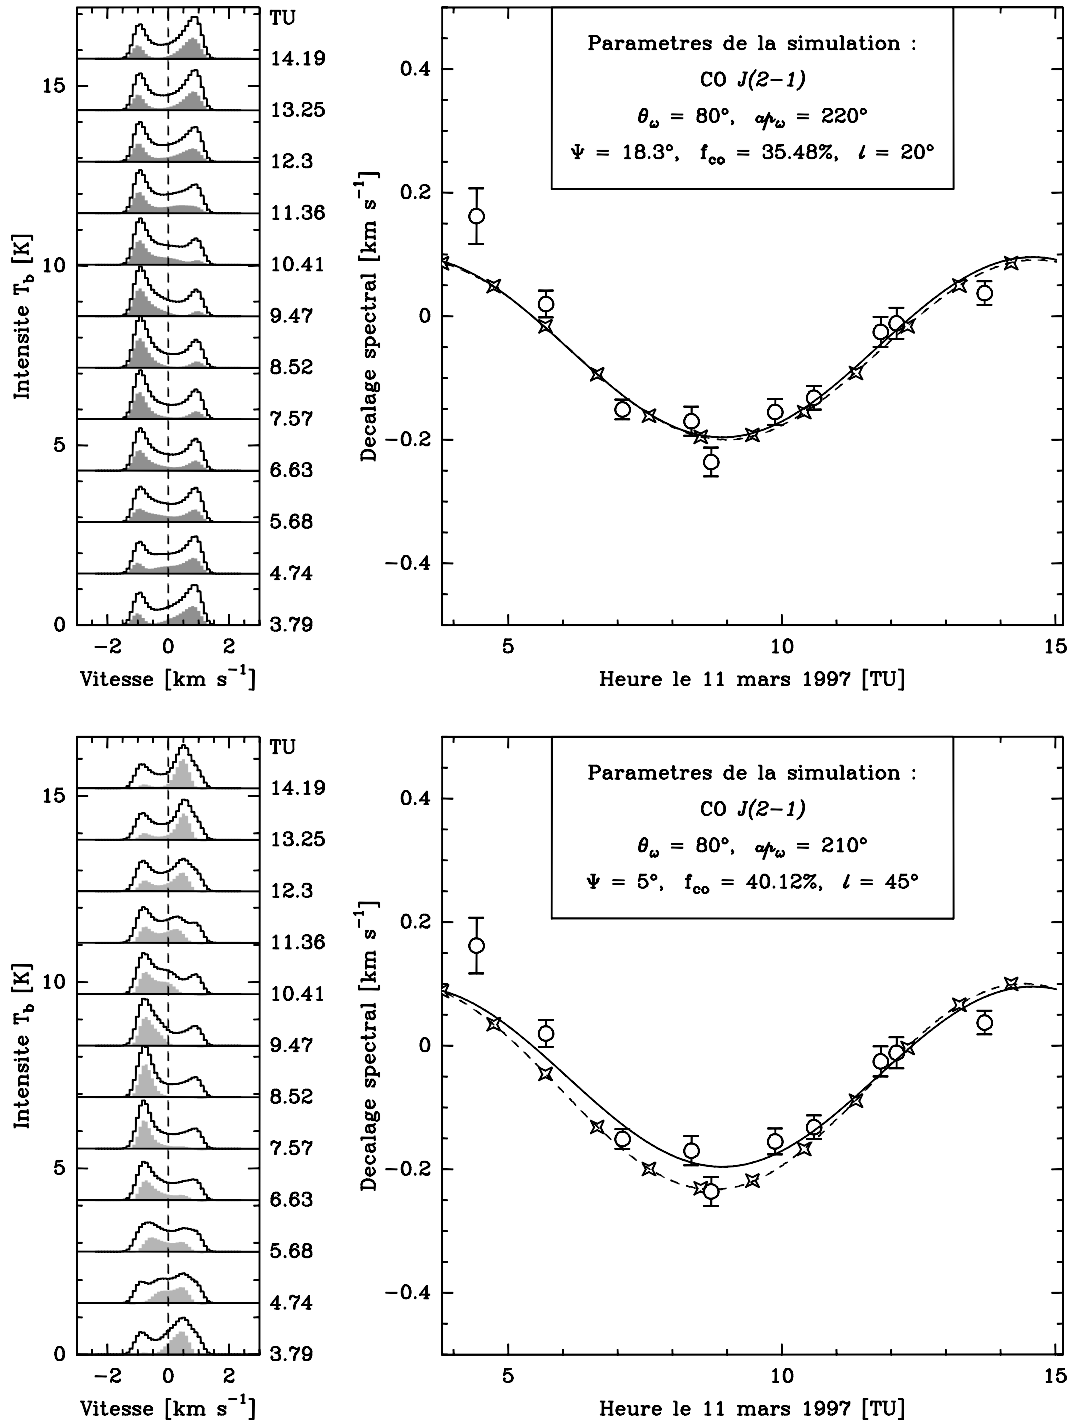 TU
14.19
13.25
12.3
11.36
10.41
9.47
8.52
7.57
6.63
5.68
4.74
3.79
15
10
5
0
Intensite T_b [K]
−2 0 2
Vitesse [km s⁻¹]
Parametres de la simulation :
CO J(2−1)
θ_ω = 80°, ap_ω = 220°
Ψ = 18.3°, f_co = 35.48%, l = 20°
0.4
0.2
0
−0.2
−0.4
Decalage spectral [km s⁻¹]
5 10 15
Heure le 11 mars 1997 [TU]
TU
14.19
13.25
12.3
11.36
10.41
9.47
8.52
7.57
6.63
5.68
4.74
3.79
15
10
5
0
Intensite T_b [K]
−2 0 2
Vitesse [km s⁻¹]
Parametres de la simulation :
CO J(2−1)
θ_ω = 80°, ap_ω = 210°
Ψ = 5°, f_co = 40.12%, l = 45°
0.4
0.2
0
−0.2
−0.4
Decalage spectral [km s⁻¹]
5 10 15
Heure le 11 mars 1997 [TU]